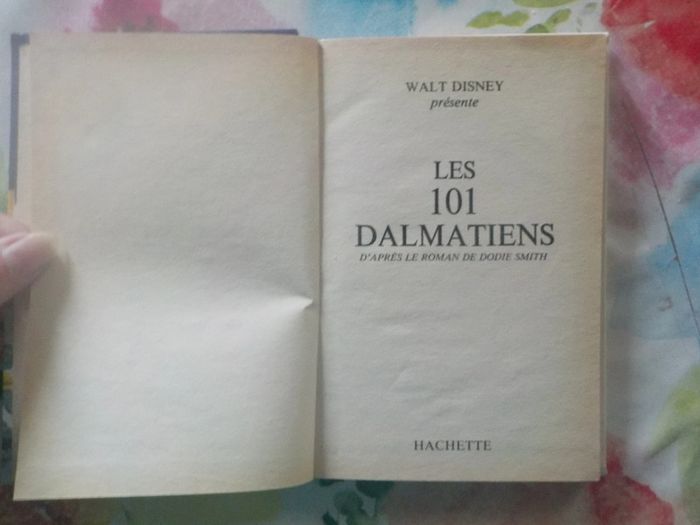 WALT DISNEY
présente
LES
101
DALMATIENS
D'APRÈS LE ROMAN DE DODIE SMITH
HACHETTE